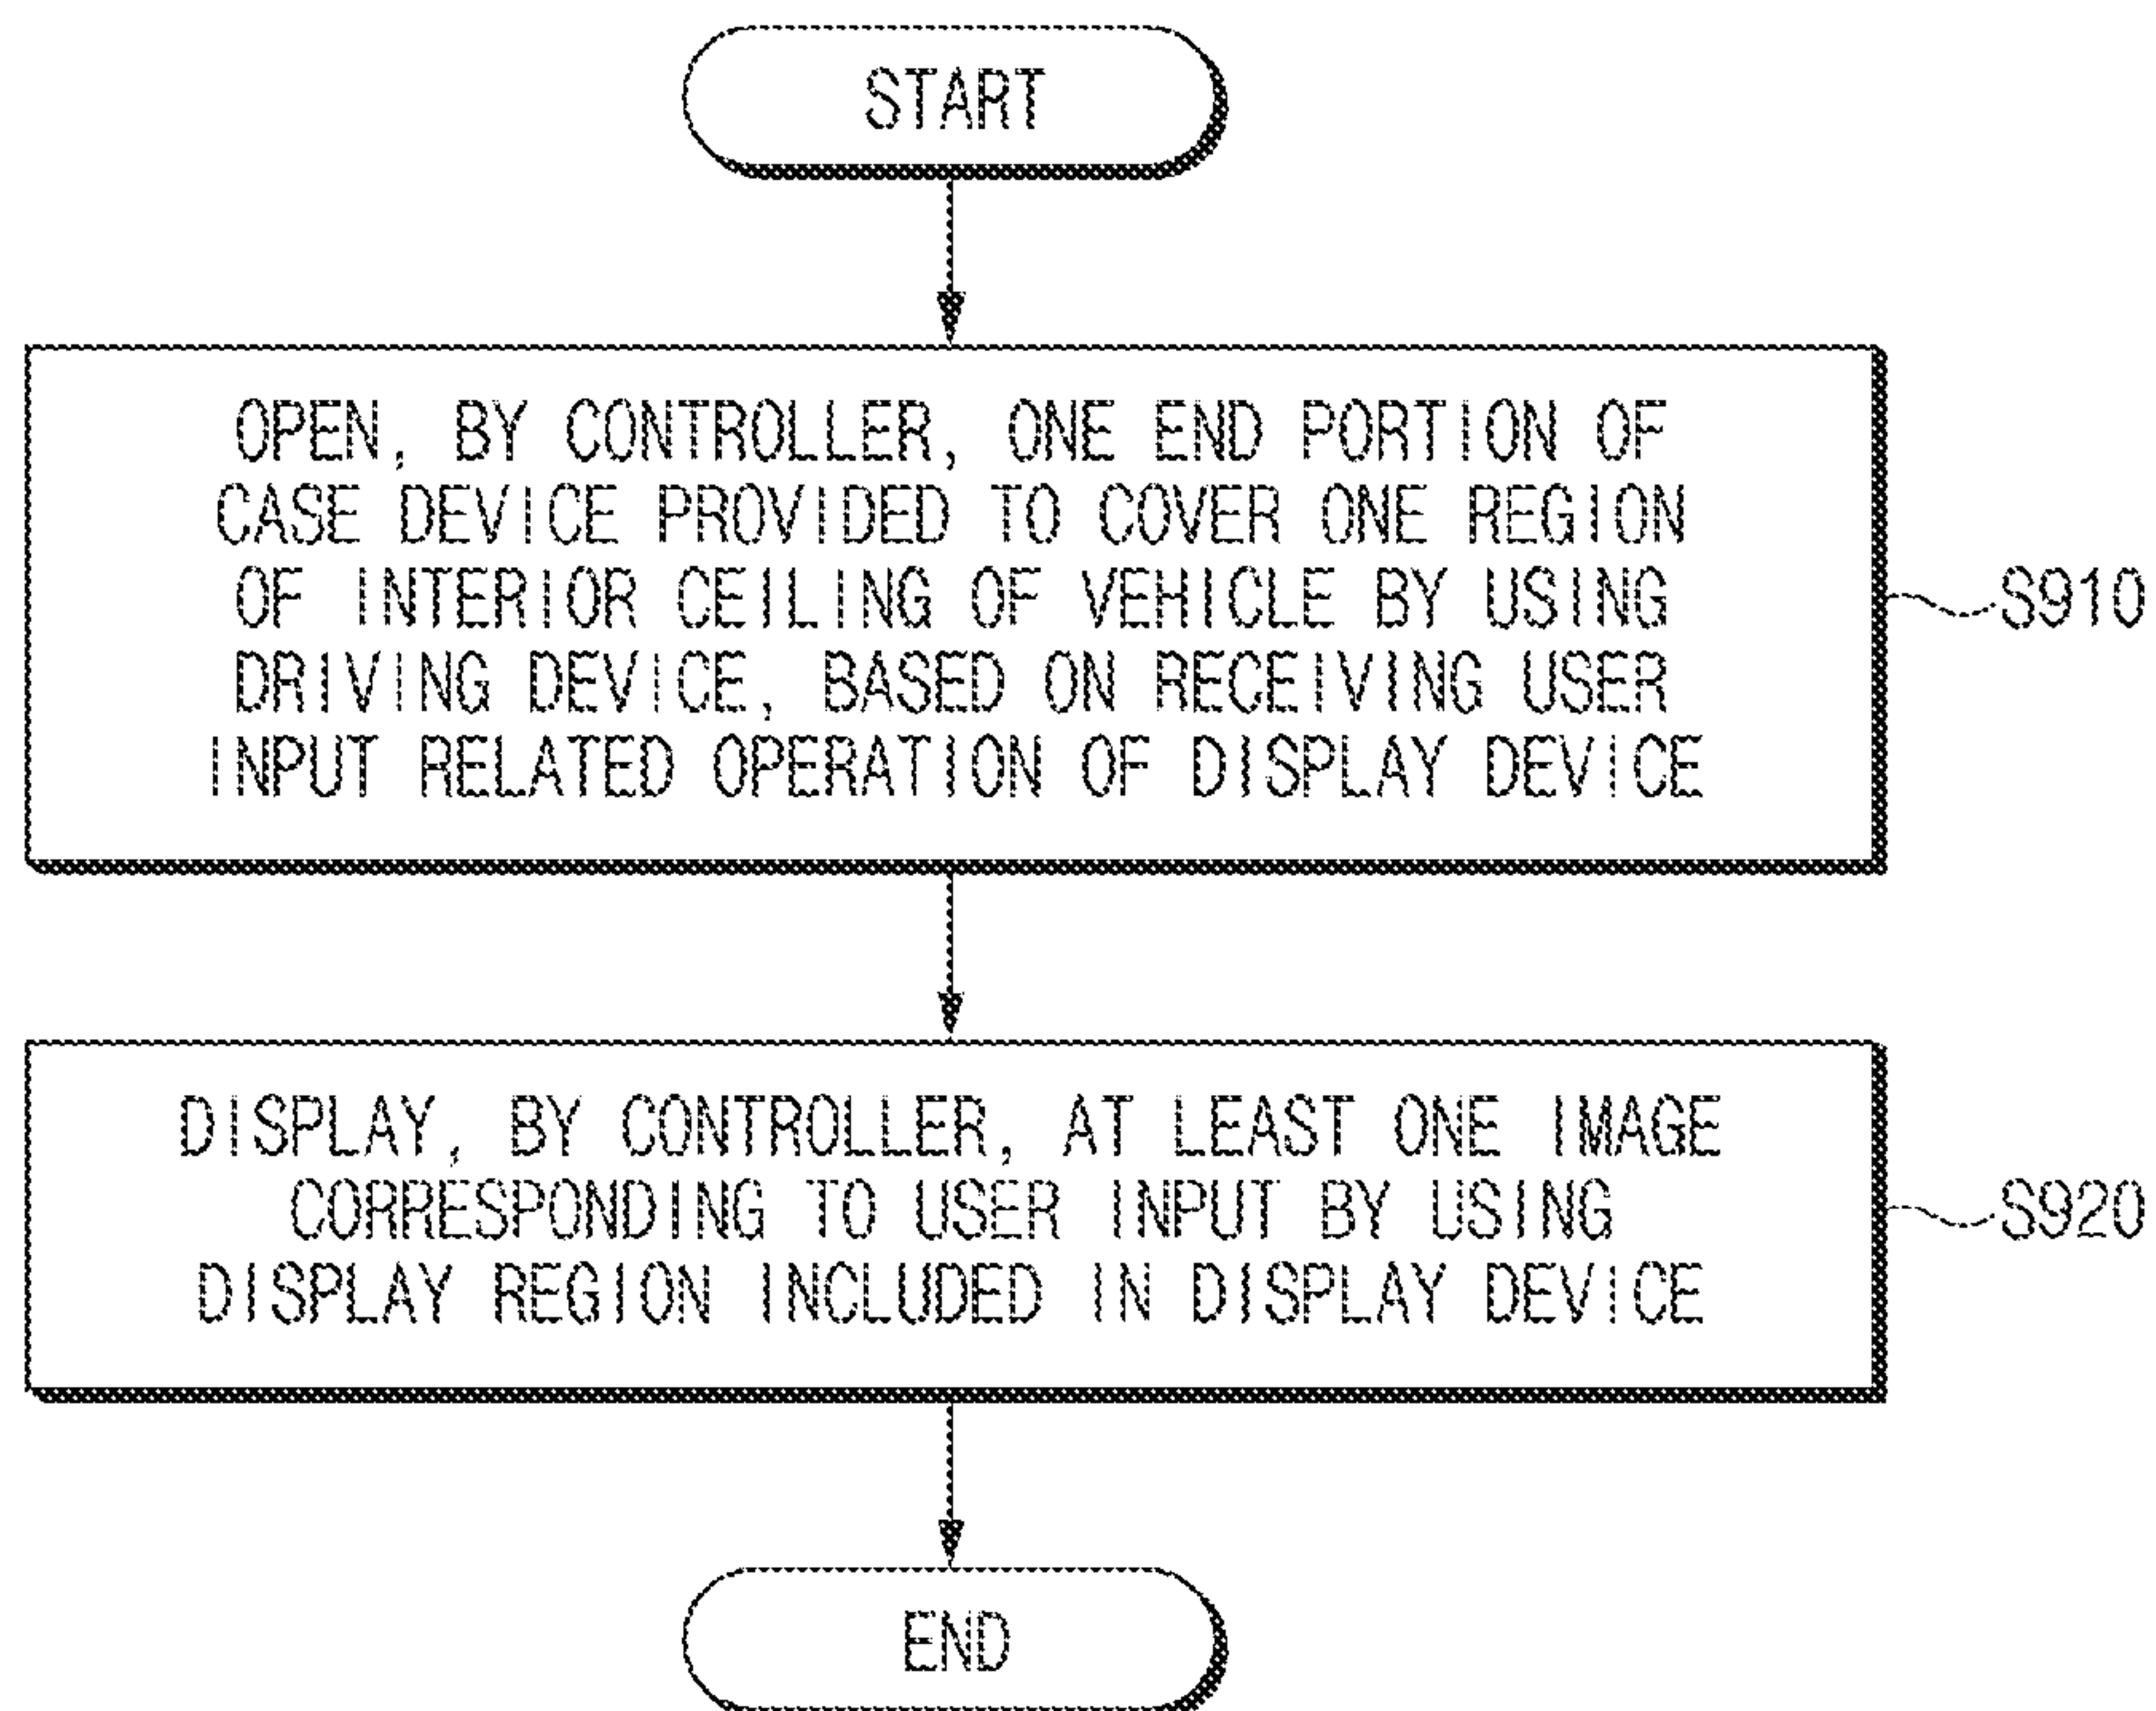 START
OPEN, BY CONTROLLER, ONE END PORTION OF
CASE DEVICE PROVIDED TO COVER ONE REGION
OF INTERIOR CEILING OF VEHICLE BY USING
DRIVING DEVICE, BASED ON RECEIVING USER
INPUT RELATED OPERATION OF DISPLAY DEVICE
S910
DISPLAY, BY CONTROLLER, AT LEAST ONE IMAGE
CORRESPONDING TO USER INPUT BY USING
DISPLAY REGION INCLUDED IN DISPLAY DEVICE
S920
END